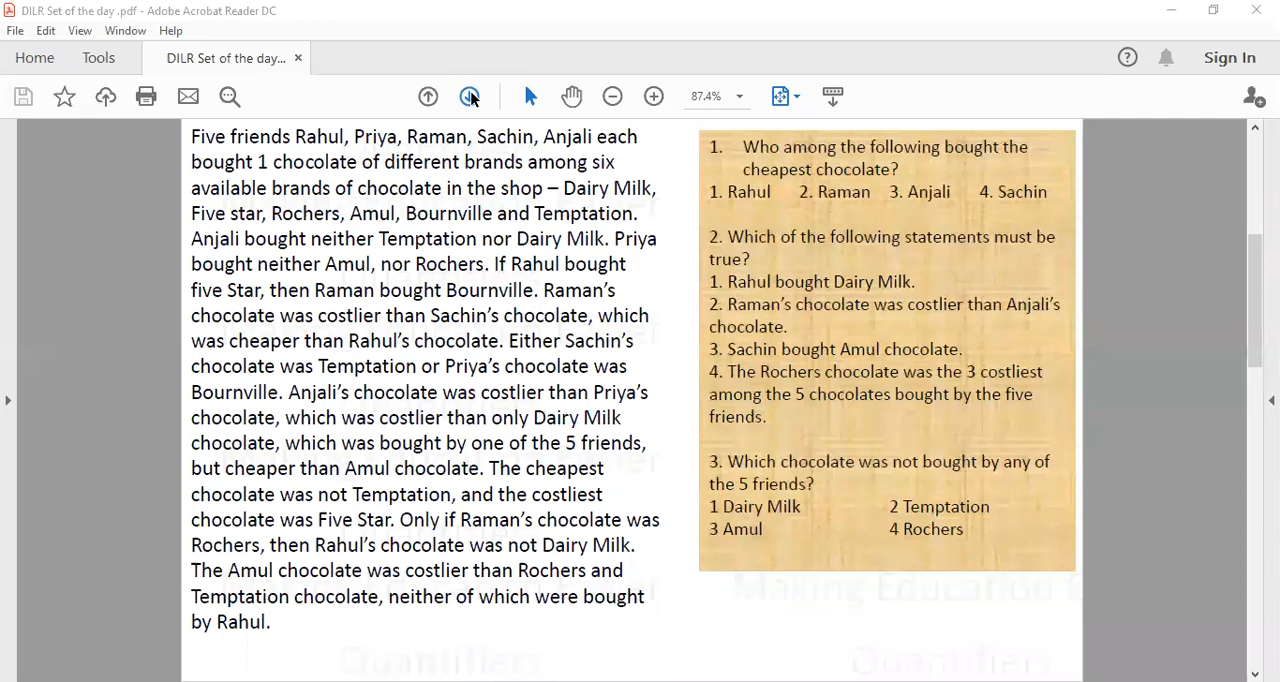 DILR Set of the day .pdf - Adobe Acrobat Reader DC
File Edit View Window Help
Home Tools DILR Set of the day... × Sign In
87.4%
Five friends Rahul, Priya, Raman, Sachin, Anjali each
bought 1 chocolate of different brands among six
available brands of chocolate in the shop – Dairy Milk,
Five star, Rochers, Amul, Bournville and Temptation.
Anjali bought neither Temptation nor Dairy Milk. Priya
bought neither Amul, nor Rochers. If Rahul bought
five Star, then Raman bought Bournville. Raman's
chocolate was costlier than Sachin's chocolate, which
was cheaper than Rahul's chocolate. Either Sachin's
chocolate was Temptation or Priya's chocolate was
Bournville. Anjali's chocolate was costlier than Priya's
chocolate, which was costlier than only Dairy Milk
chocolate, which was bought by one of the 5 friends,
but cheaper than Amul chocolate. The cheapest
chocolate was not Temptation, and the costliest
chocolate was Five Star. Only if Raman's chocolate was
Rochers, then Rahul's chocolate was not Dairy Milk.
The Amul chocolate was costlier than Rochers and
Temptation chocolate, neither of which were bought
by Rahul.
1. Who among the following bought the
cheapest chocolate?
1. Rahul 2. Raman 3. Anjali 4. Sachin
2. Which of the following statements must be
true?
1. Rahul bought Dairy Milk.
2. Raman's chocolate was costlier than Anjali's
chocolate.
3. Sachin bought Amul chocolate.
4. The Rochers chocolate was the 3 costliest
among the 5 chocolates bought by the five
friends.
3. Which chocolate was not bought by any of
the 5 friends?
1 Dairy Milk 2 Temptation
3 Amul 4 Rochers
Making Education E
Quantifiers Quantifiers